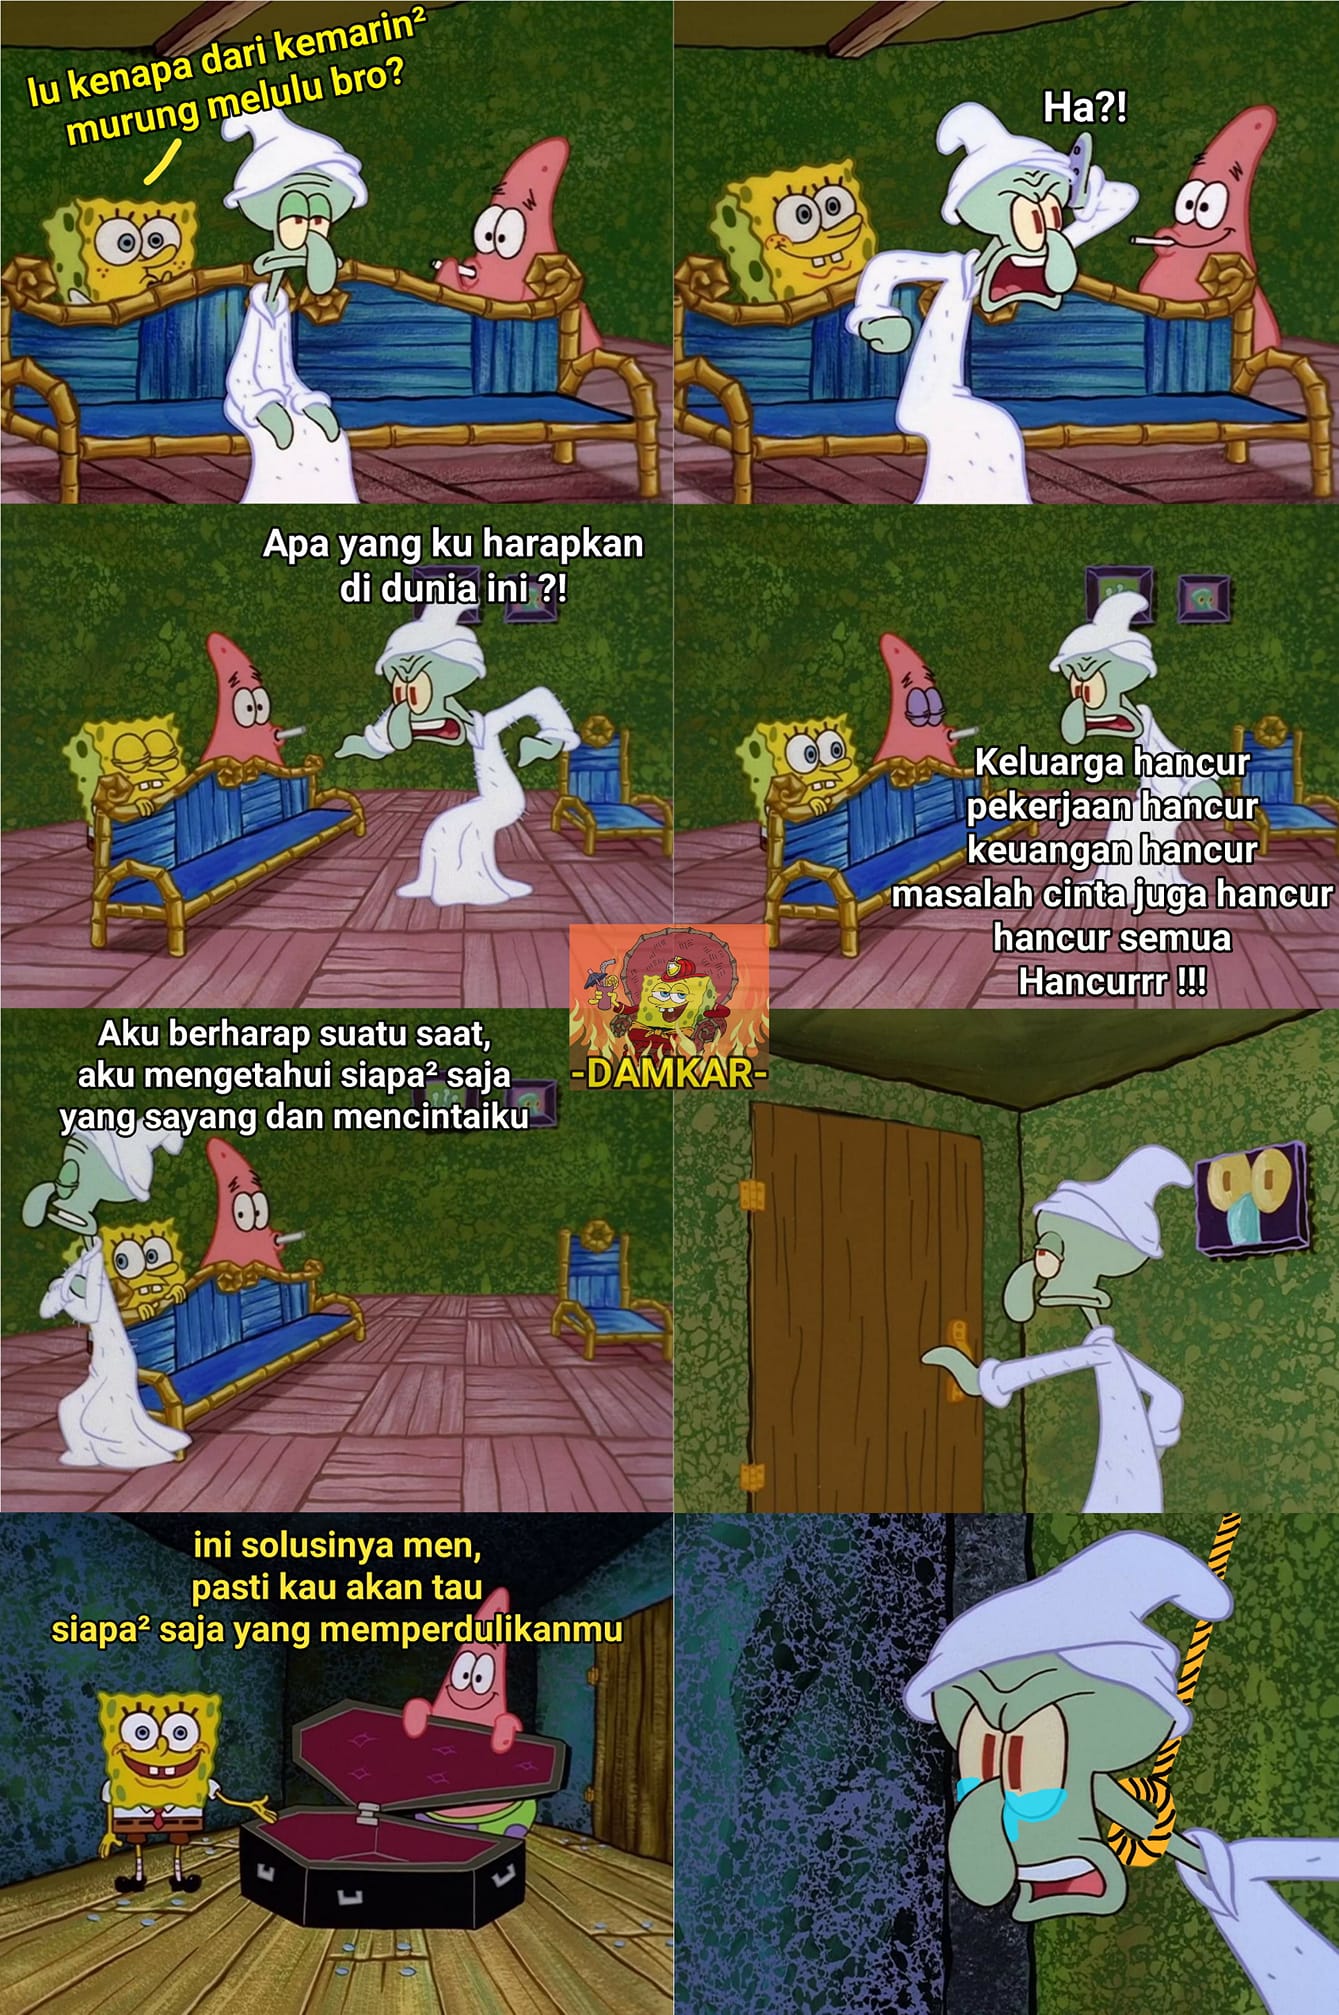 lu kenapa dari kemarin²
murung melulu bro?
Ha?!
Apa yang ku harapkan
di dunia ini ?!
Keluarga hancur
pekerjaan hancur
keuangan hancur
masalah cinta juga hancur
hancur semua
Hancurrr !!!
Aku berharap suatu saat,
aku mengetahui siapa² saja
yang sayang dan mencintaiku
-DAMKAR-
ini solusinya men,
pasti kau akan tau
siapa² saja yang memperdulikanmu